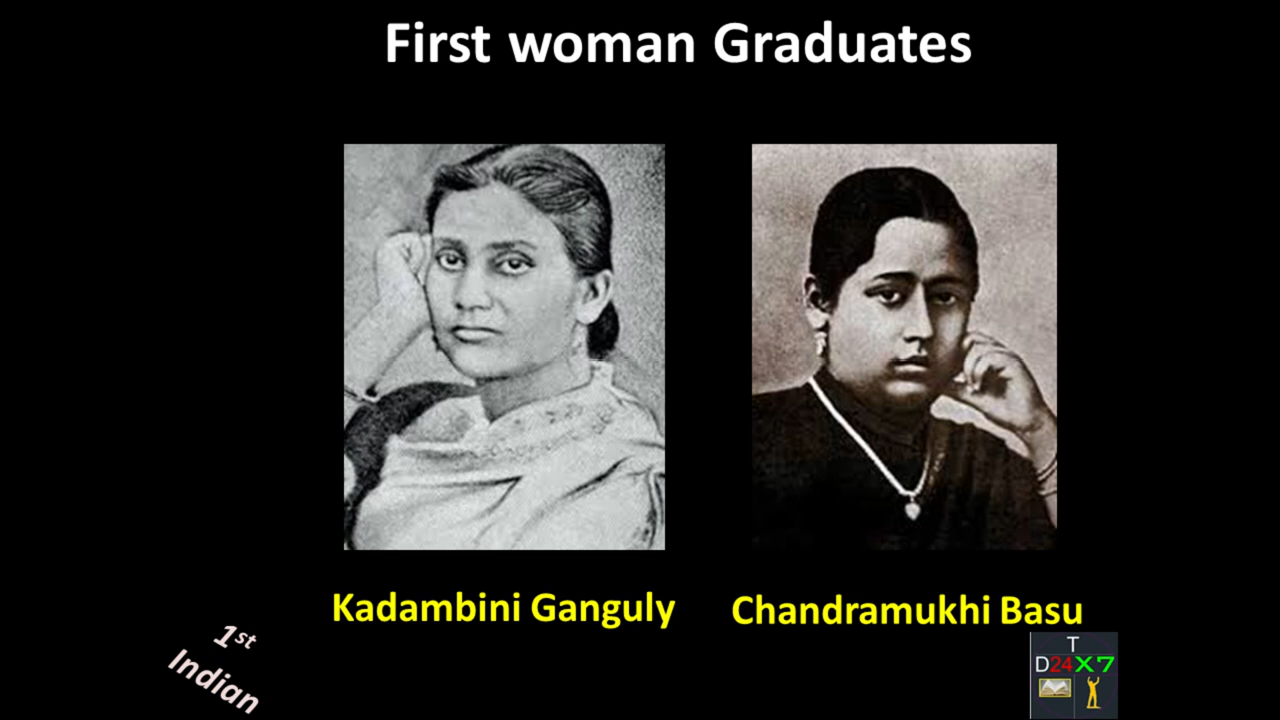 First woman Graduates
Kadambini Ganguly
Chandramukhi Basu
1st
Indian
T
D24X7